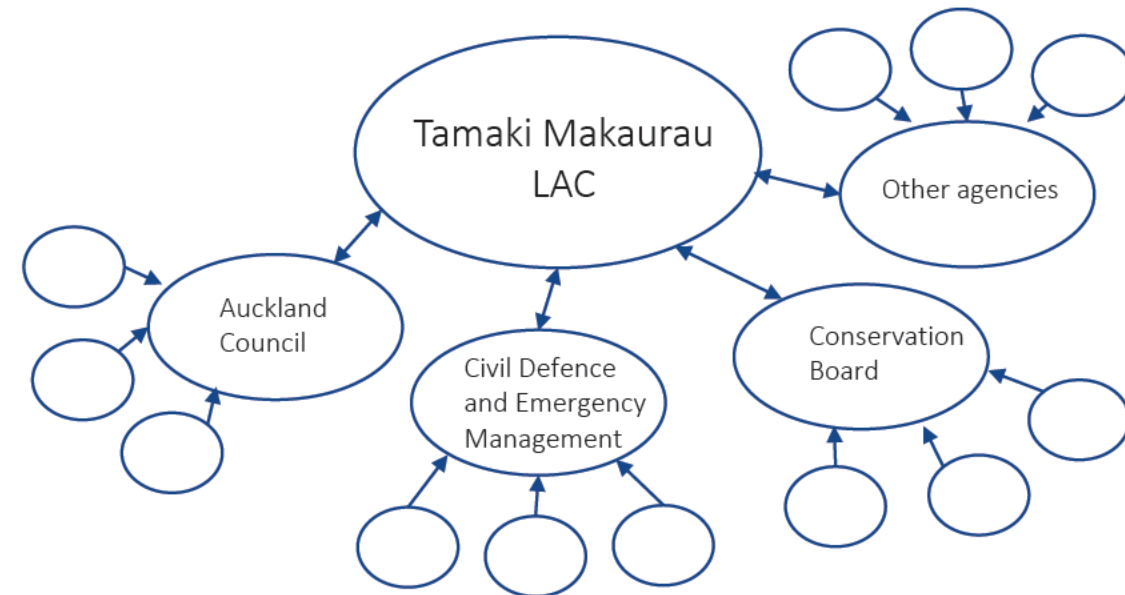 Tamaki Makaurau
LAC
Other agencies
Auckland
Council
Civil Defence
and Emergency
Management
Conservation
Board